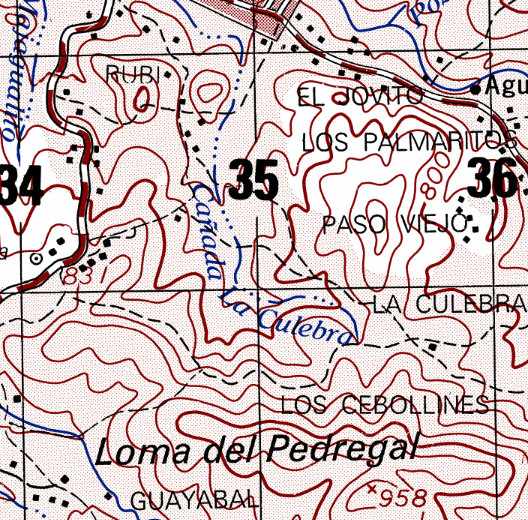 RUBI
EL JOVITO
Agu
LOS PALMARITOS
34
35
36
800
PASO VIEJO
Cañada La Culebra
831
LA CULEBRA
LOS CEBOLLINES
Loma del Pedregal
GUAYABAL
×958